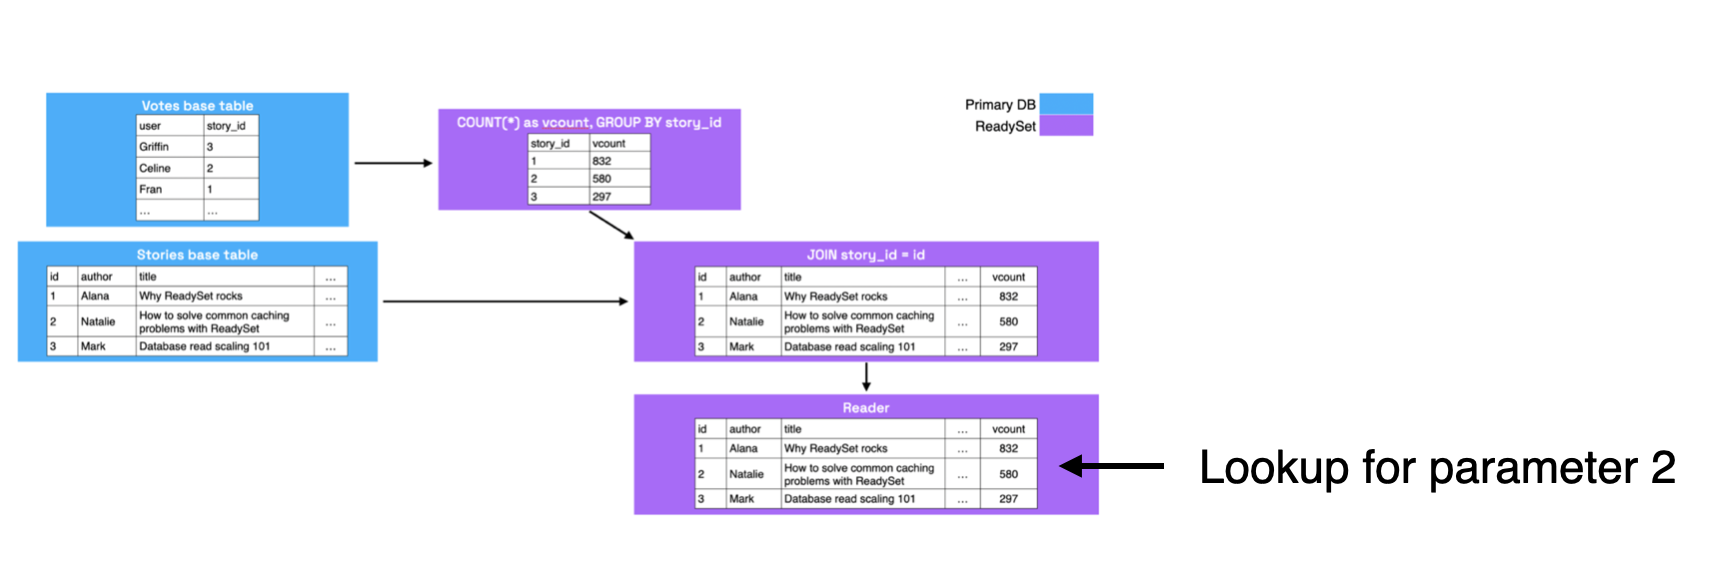 Votes base table
user story_id
Griffin 3
Celine 2
Fran 1
... ...
COUNT(*) as vcount, GROUP BY story_id
story_id vcount
1 832
2 580
3 297
Primary DB
ReadySet
Stories base table
id author title ...
1 Alana Why ReadySet rocks ...
2 Natalie How to solve common caching
problems with ReadySet ...
3 Mark Database read scaling 101 ...
JOIN story_id = id
id author title ... vcount
1 Alana Why ReadySet rocks ... 832
2 Natalie How to solve common caching
problems with ReadySet ... 580
3 Mark Database read scaling 101 ... 297
Reader
id author title ... vcount
1 Alana Why ReadySet rocks ... 832
2 Natalie How to solve common caching
problems with ReadySet ... 580
3 Mark Database read scaling 101 ... 297
Lookup for parameter 2